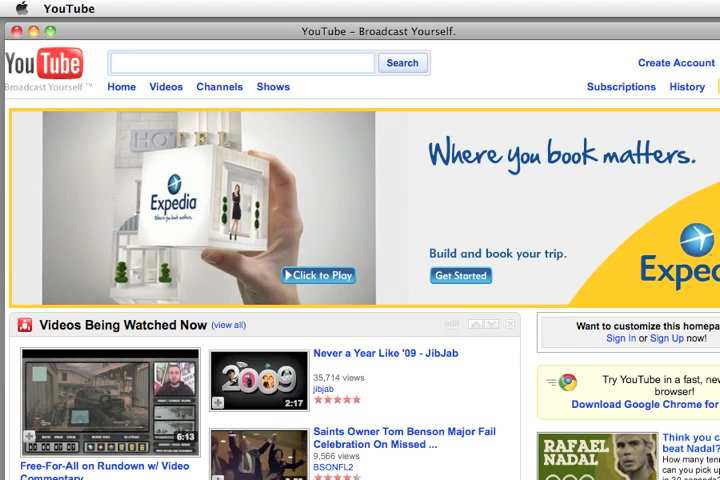 YouTube
YouTube - Broadcast Yourself.
YouTube
Broadcast Yourself ™
Search
Create Account
Home Videos Channels Shows
Subscriptions History
HOTEL
Expedia
Where you book matters.
Click to Play
Where you book matters.
Build and book your trip.
Get Started
Exped
Videos Being Watched Now (view all)
edit
6:13
Free-For-All on Rundown w/ Video
Commentary
2009
2:17
Never a Year Like '09 - JibJab
35,714 views
jibjab
Saints Owner Tom Benson Major Fail
Celebration On Missed ...
9,566 views
BSONFL2
Want to customize this homepa
Sign In or Sign Up now!
Try YouTube in a fast, new
browser!
Download Google Chrome for
RAFAEL
NADAL
Think you c
beat Nadal?
How many tenn
can you pick up
in 30 seconds?